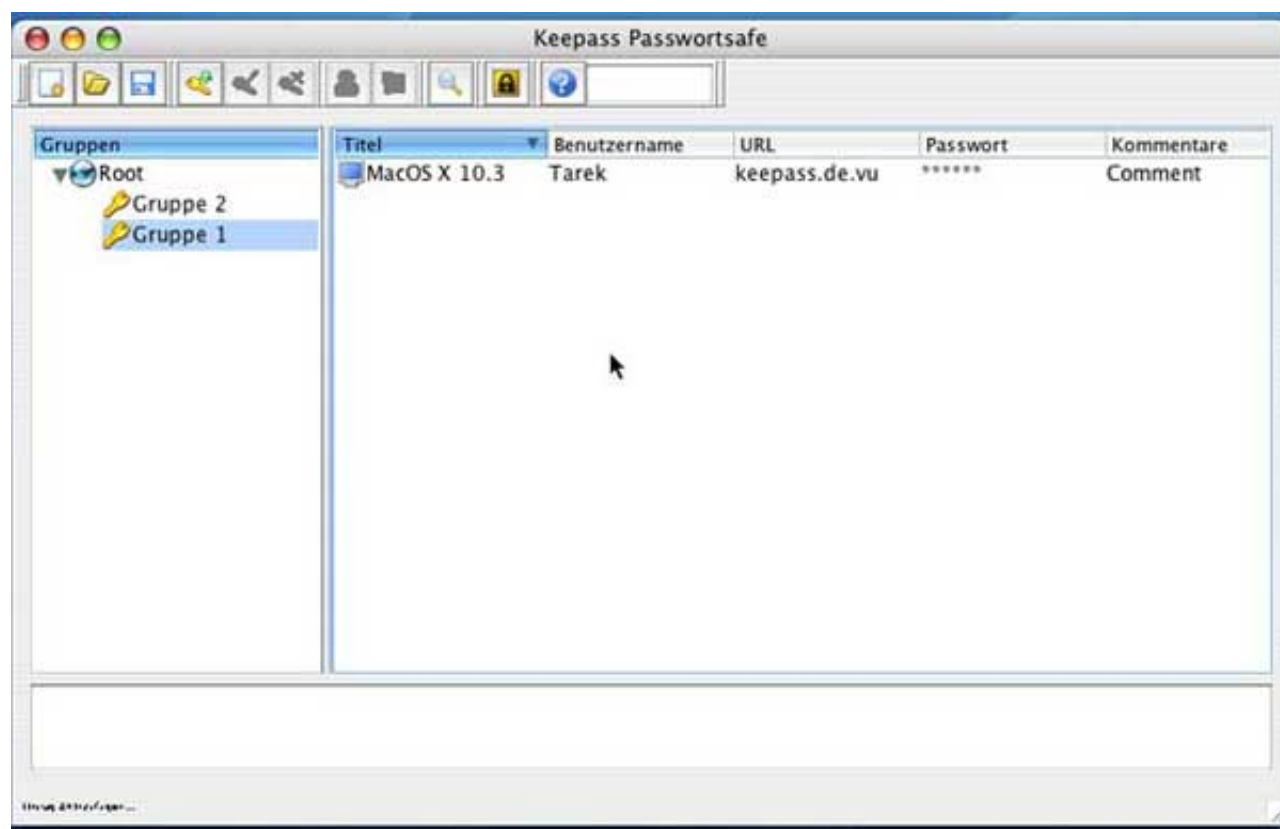 Keepass Passwortsafe
Gruppen
Root
Gruppe 2
Gruppe 1
Titel Benutzername URL Passwort Kommentare
MacOS X 10.3 Tarek keepass.de.vu ****** Comment